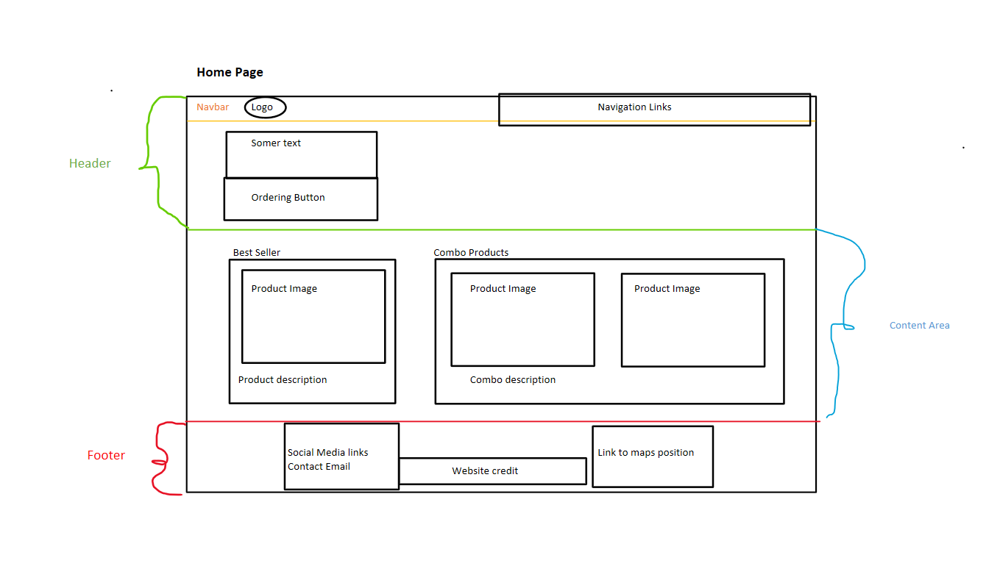 Home Page
Navbar
Logo
Navigation Links
Somer text
Header
Ordering Button
Best Seller
Combo Products
Product Image
Product Image
Product Image
Content Area
Product description
Combo description
Footer
Social Media links
Contact Email
Website credit
Link to maps position